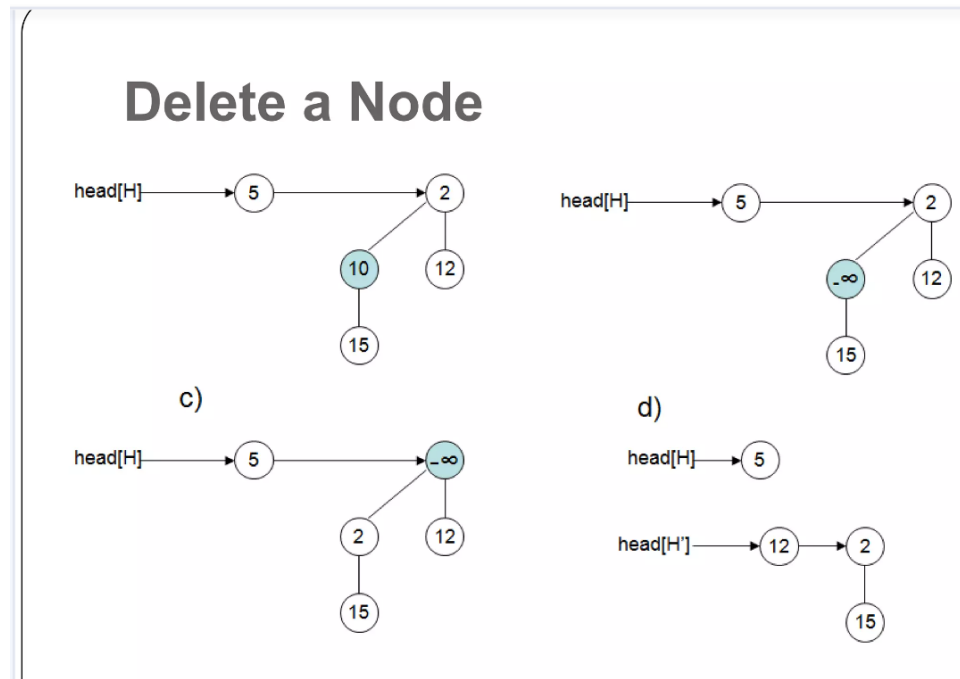 Delete a Node
head[H] 5 2
10 12
15
head[H] 5 2
-∞ 12
15
c)
head[H] 5 -∞
2 12
15
d)
head[H] 5
head[H'] 12 2
15